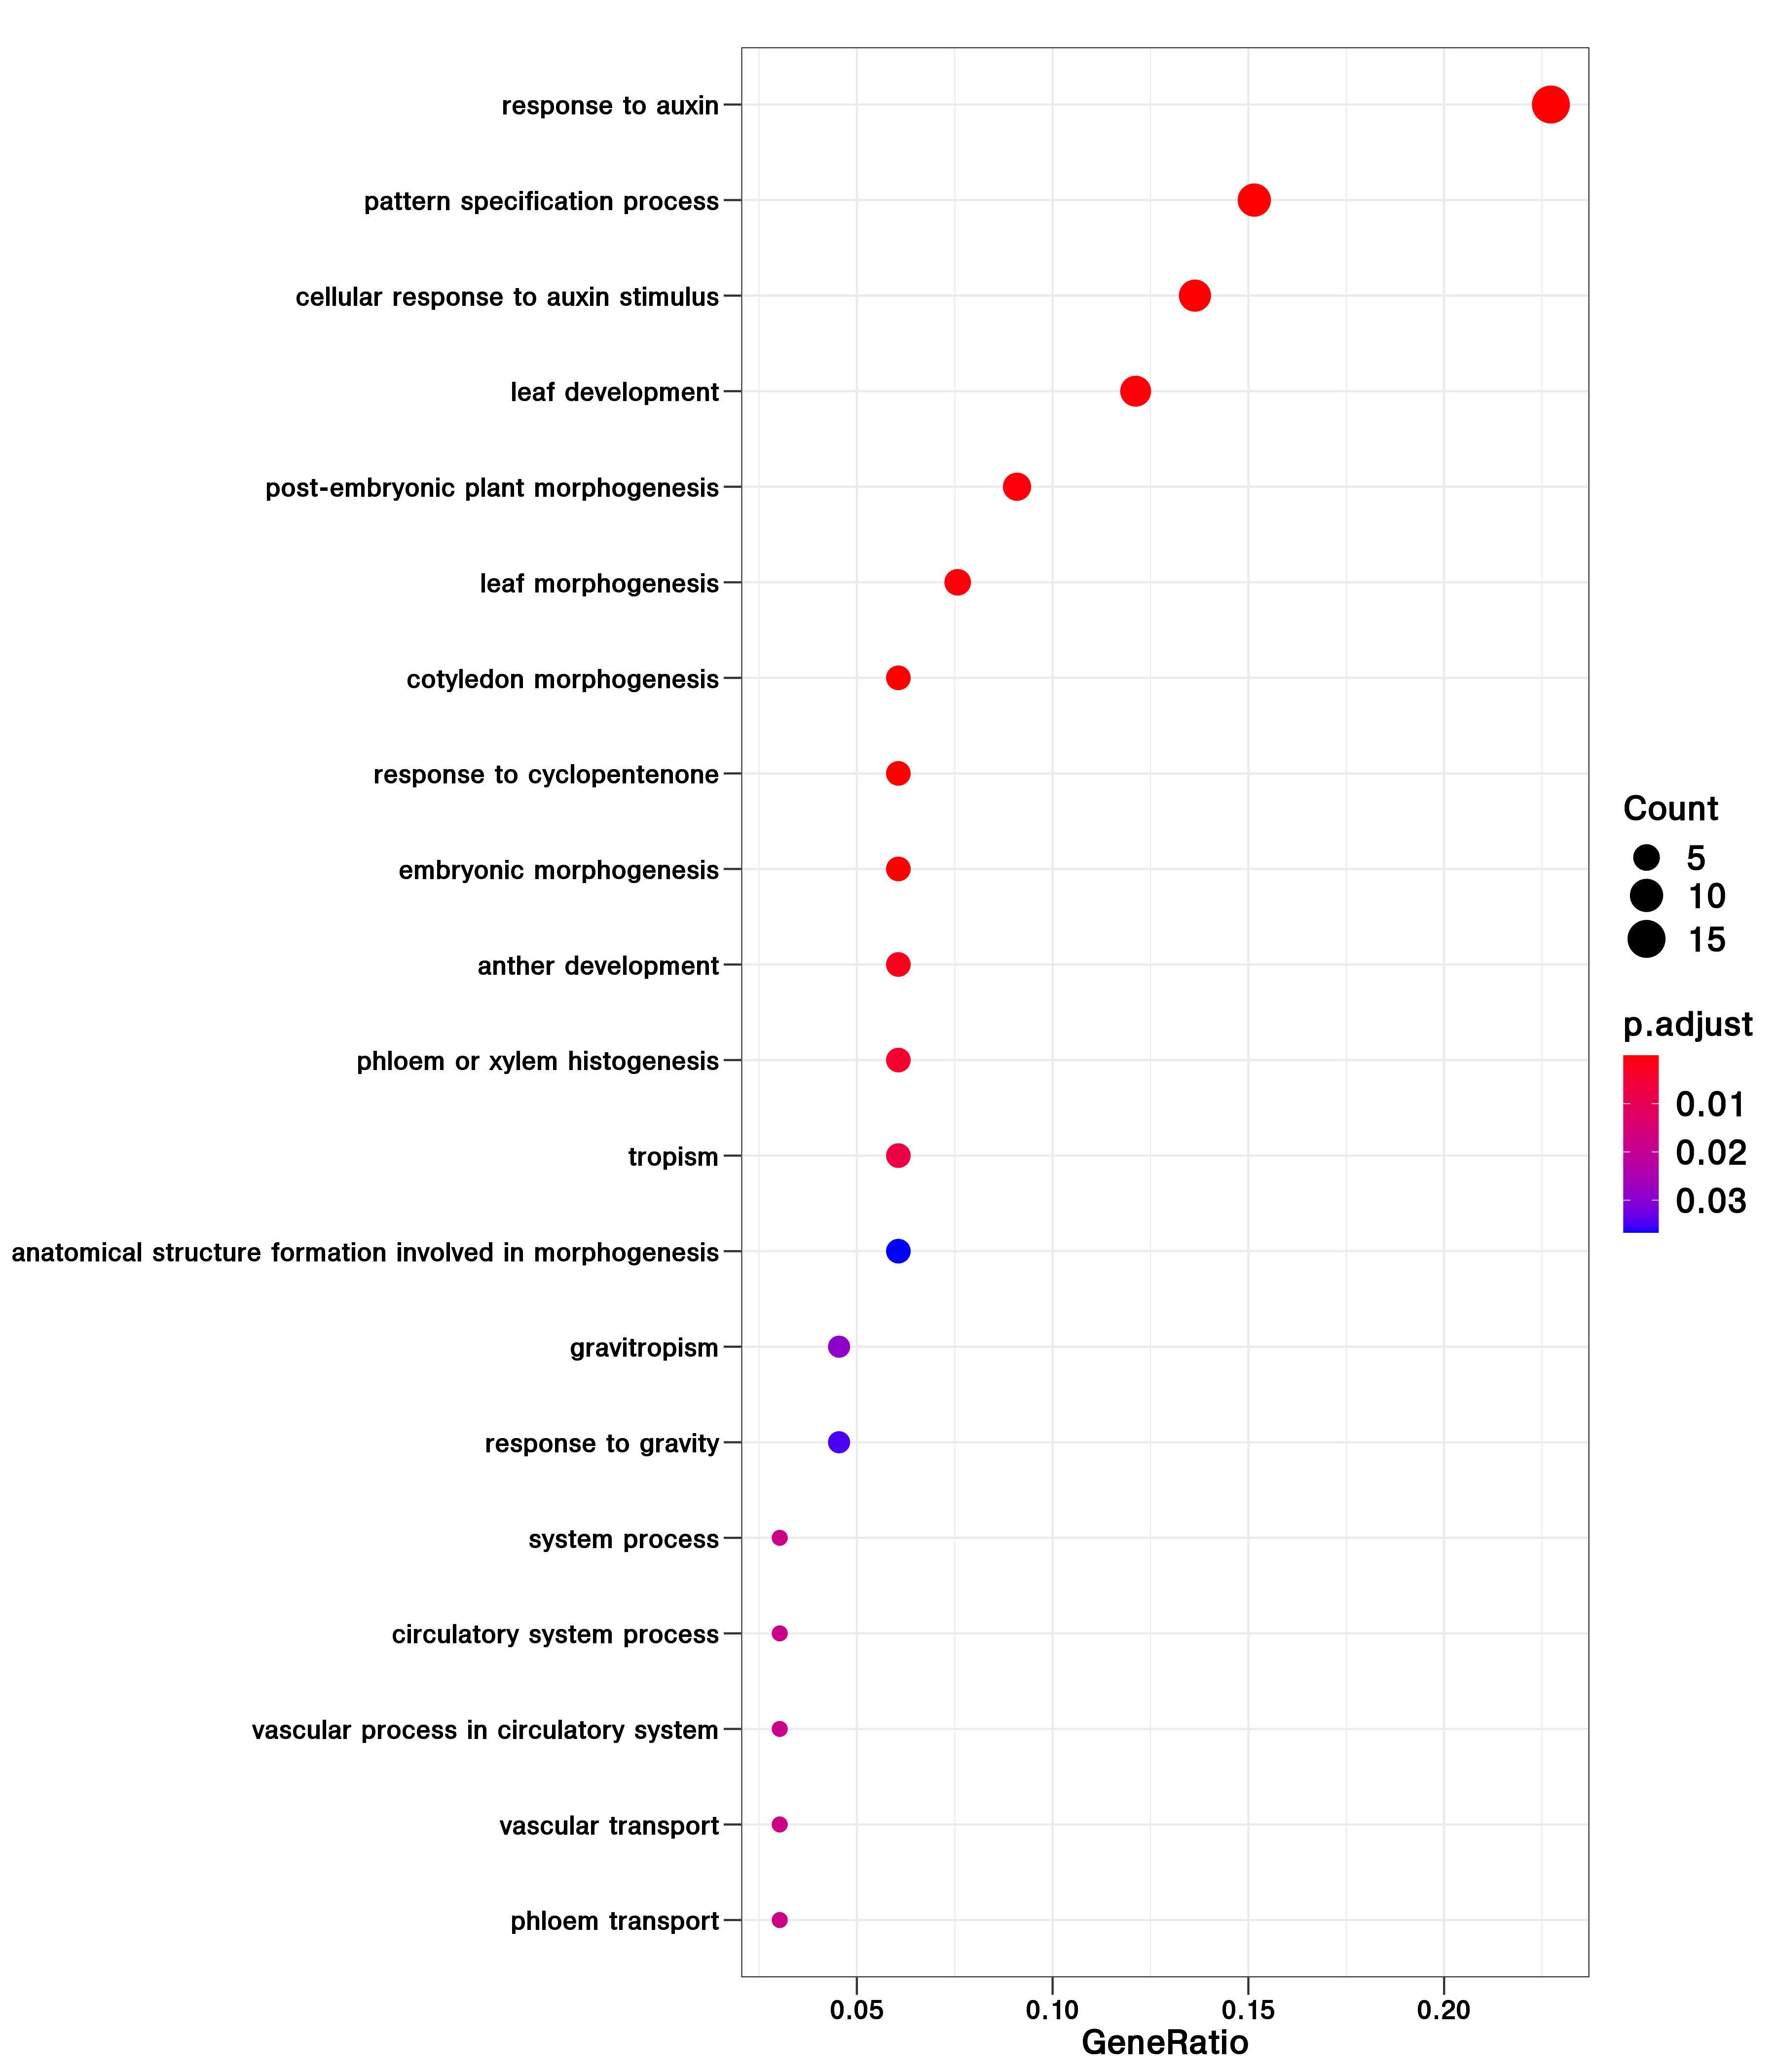 response to auxin
pattern specification process
cellular response to auxin stimulus
leaf development
post-embryonic plant morphogenesis
leaf morphogenesis
cotyledon morphogenesis
response to cyclopentenone
embryonic morphogenesis
anther development
phloem or xylem histogenesis
tropism
anatomical structure formation involved in morphogenesis
gravitropism
response to gravity
system process
circulatory system process
vascular process in circulatory system
vascular transport
phloem transport
0.05 0.10 0.15 0.20
GeneRatio
Count
5
10
15
p.adjust
0.01
0.02
0.03